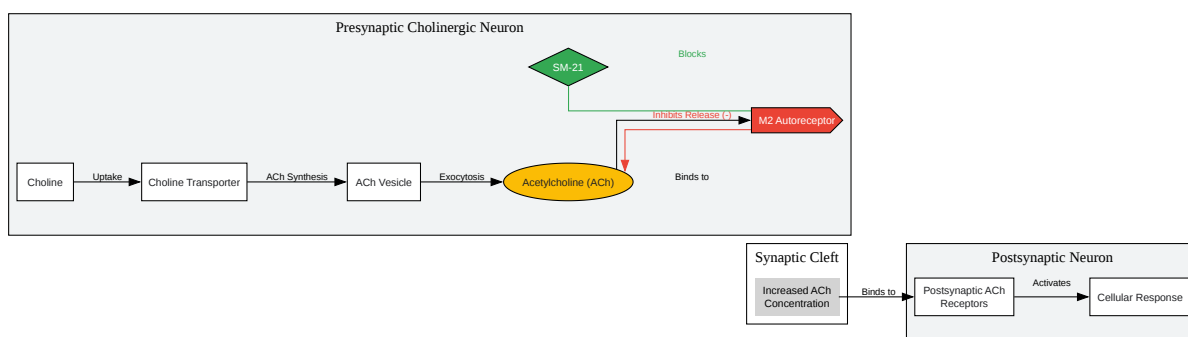 Presynaptic Cholinergic Neuron
SM-21
Blocks
Inhibits Release (-)
M2 Autoreceptor
Choline
Uptake
Choline Transporter
ACh Synthesis
ACh Vesicle
Exocytosis
Acetylcholine (ACh)
Binds to
Synaptic Cleft
Increased ACh
Concentration
Binds to
Postsynaptic Neuron
Postsynaptic ACh
Receptors
Activates
Cellular Response